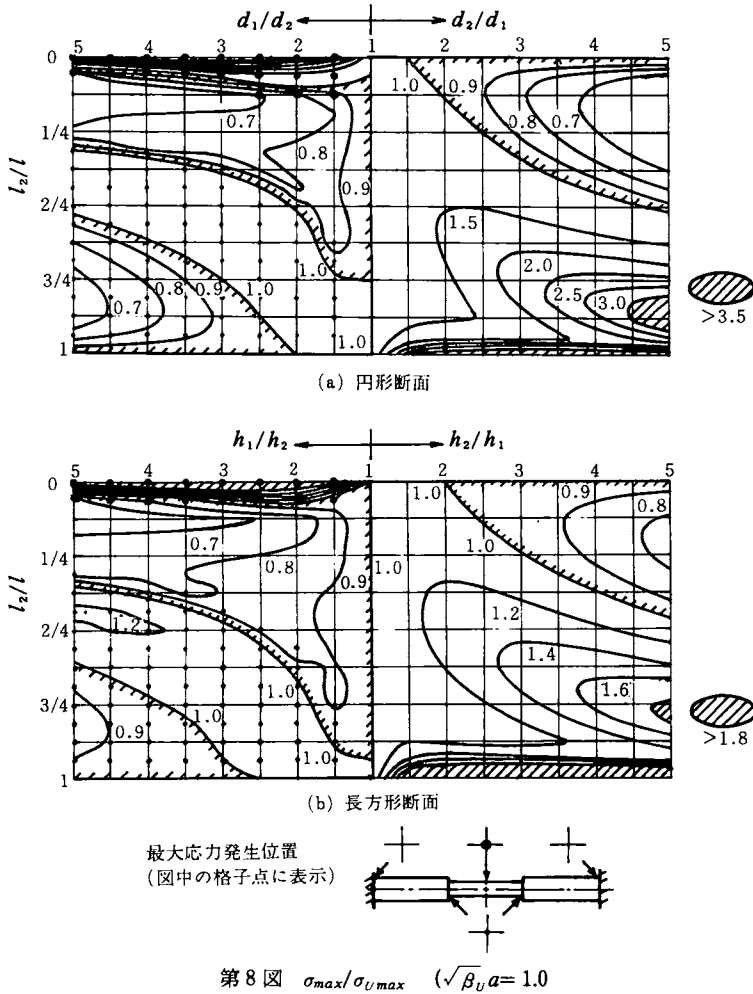 d₁/d₂ d₂/d₁
5 4 3 2 1 2 3 4 5
0
1/4
2/4
3/4
1
l₂/l
1.0 0.9
0.7 0.8 0.7
0.8
0.9
1.5
1.0
2.0
0.8 0.9 1.0 2.5 3.0
0.7
1.0
>3.5
(a) 円形断面
h₁/h₂ h₂/h₁
5 4 3 2 1 2 3 4 5
0
1/4
2/4
3/4
1
l₂/l
1.0 0.9
0.8
0.7 1.0
0.8 0.9 1.0
1.2 1.2
1.4
1.0 1.6
1.0
0.9 1.0
>1.8
(b) 長方形断面
最大応力発生位置
(図中の格子点に表示)
第8図 σmax/σUmax (√βU a= 1.0